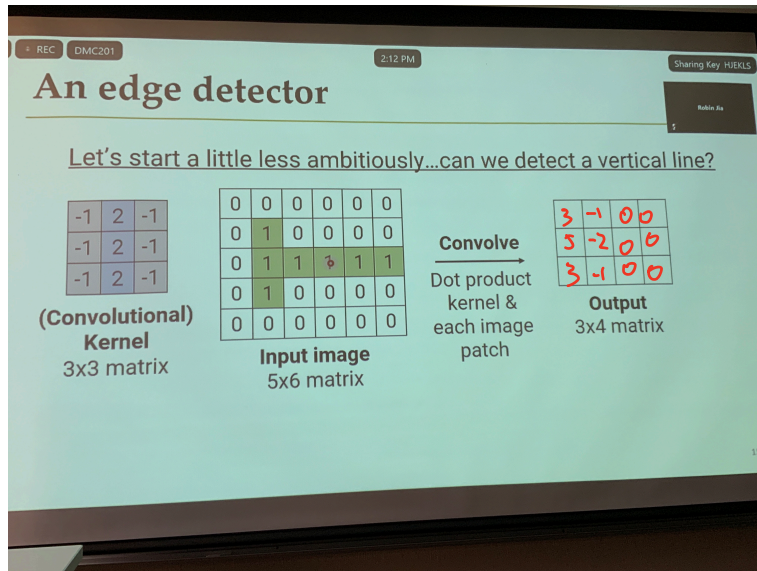 REC DMC201 2:12 PM Sharing Key HJEKLS
An edge detector
Robin Jia
Let's start a little less ambitiously...can we detect a vertical line?
-1 2 -1
-1 2 -1
-1 2 -1
(Convolutional)
Kernel
3x3 matrix
0 0 0 0 0 0
0 1 0 0 0 0
0 1 1 1 1 1
0 1 0 0 0 0
0 0 0 0 0 0
Input image
5x6 matrix
Convolve
Dot product
kernel &
each image
patch
3 -1 0 0
5 -2 0 0
3 -1 0 0
Output
3x4 matrix